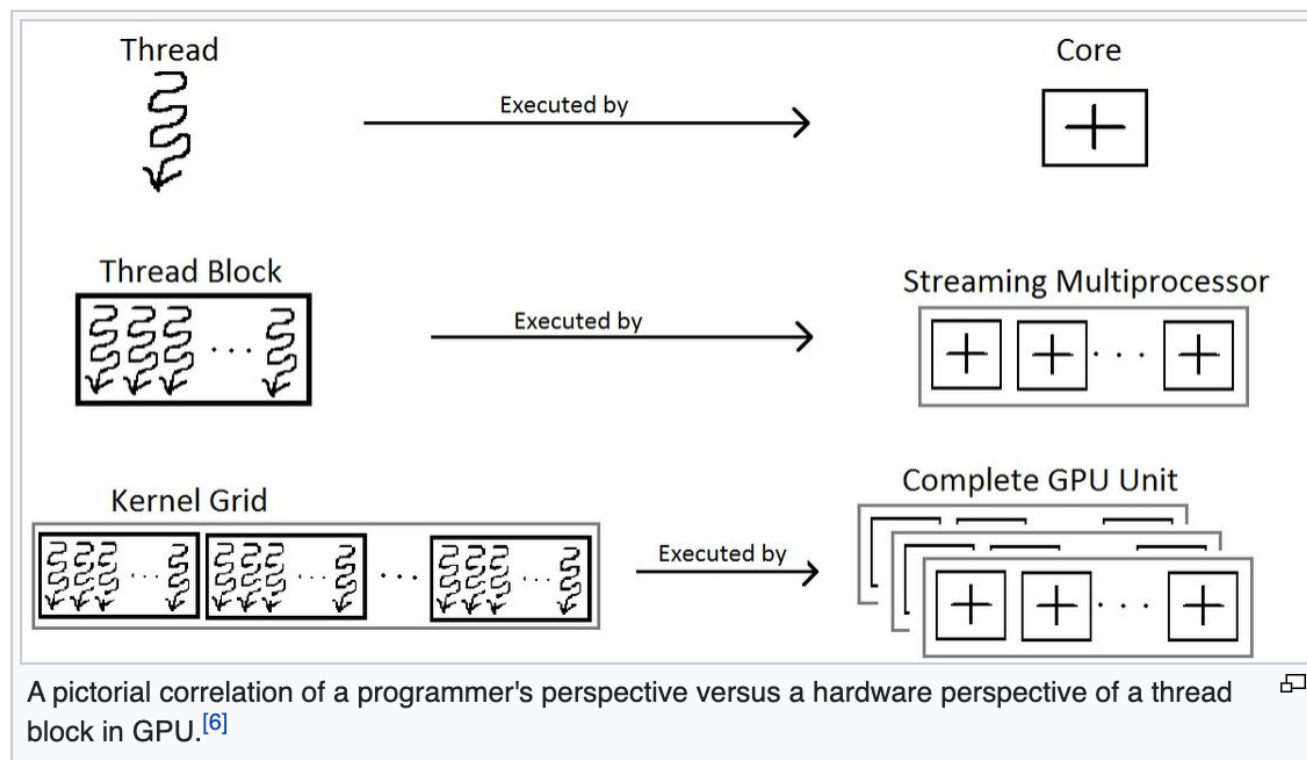 Thread
Core
Executed by
Thread Block
Streaming Multiprocessor
Executed by
Kernel Grid
Complete GPU Unit
Executed by
A pictorial correlation of a programmer's perspective versus a hardware perspective of a thread
block in GPU.[6]